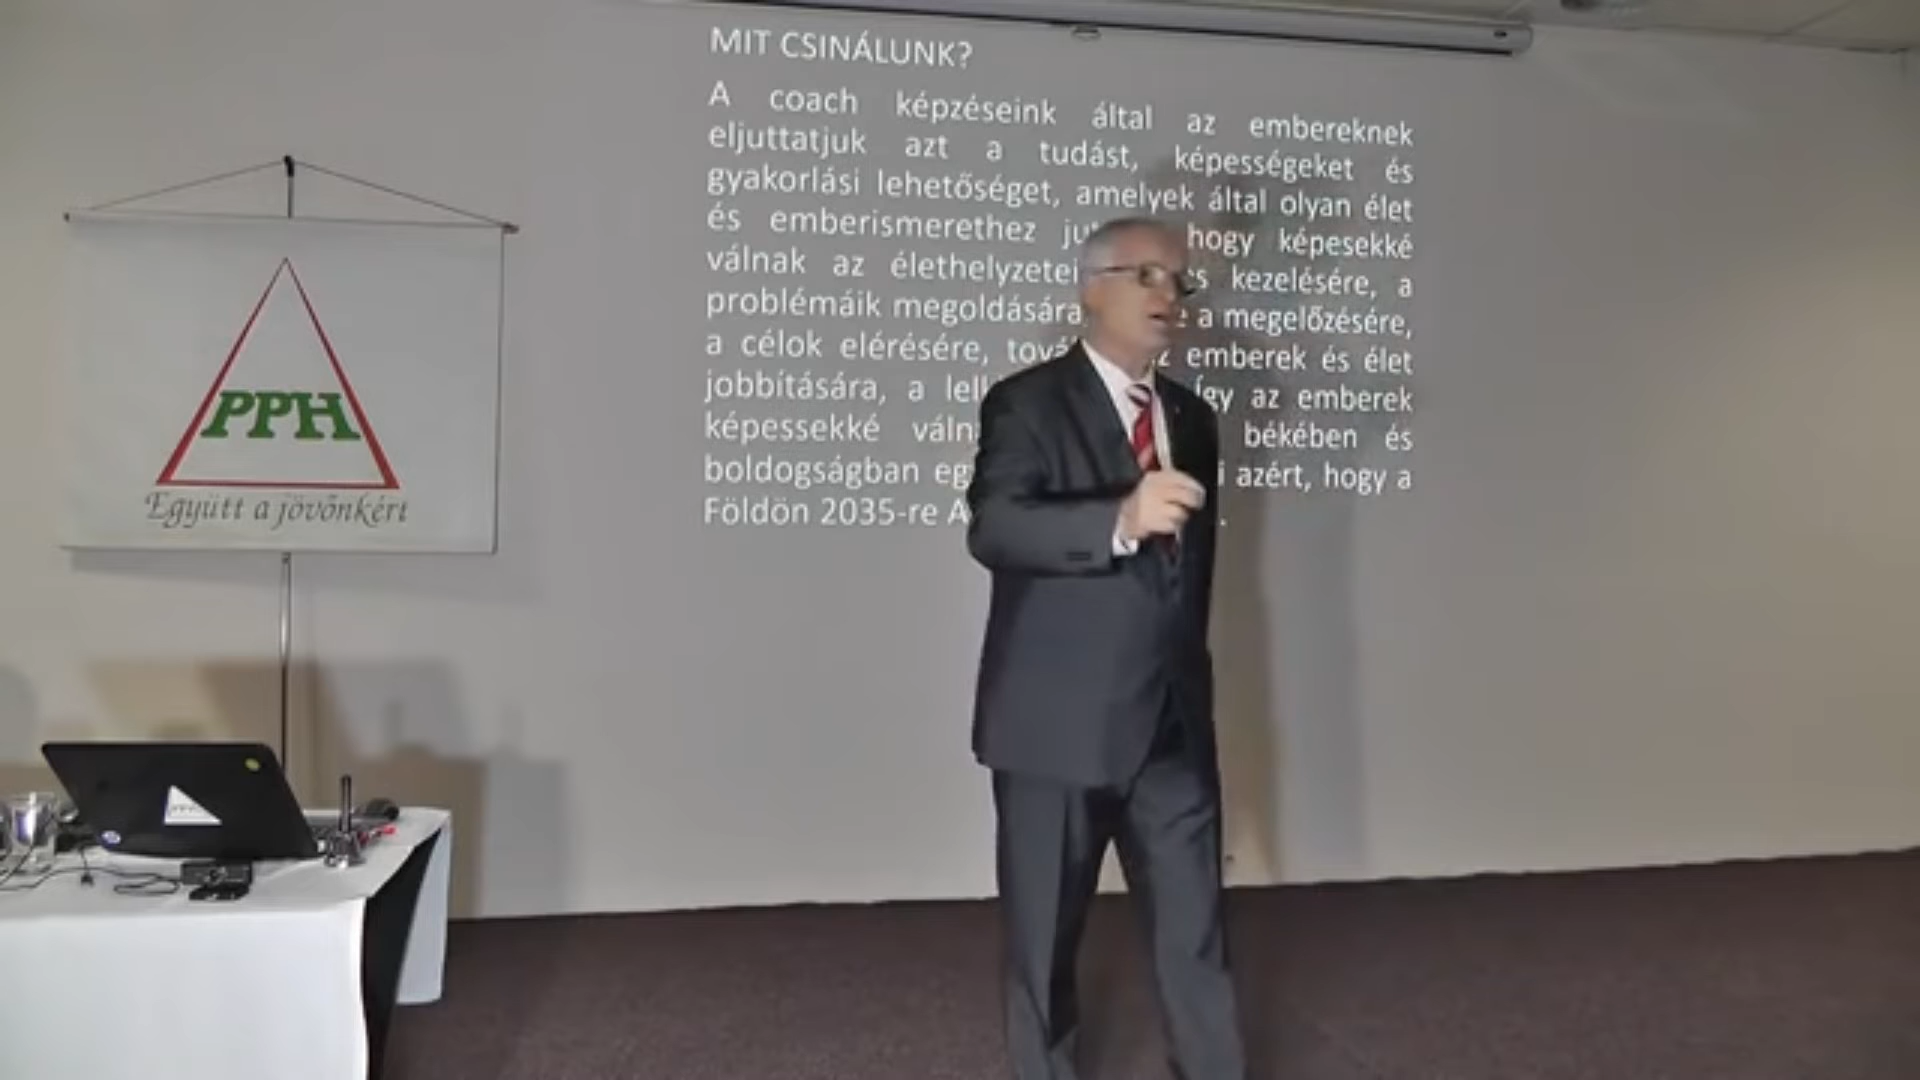 MIT CSINÁLUNK?
A coach képzéseink által az embereknek
eljuttatjuk azt a tudást, képességeket és
gyakorlási lehetőséget, amelyek által olyan élet
és emberismerethez hogy képesekké
válnak az élethelyzetei kezelésére, a
problémáik megoldására, a megelőzésére,
a célok elérésére, emberek és élet
jobbítására, a Így az emberek
képessekké békében és
boldogságban azért, hogy a
Földön 2035-re
PPH
Együtt a jövőnkért